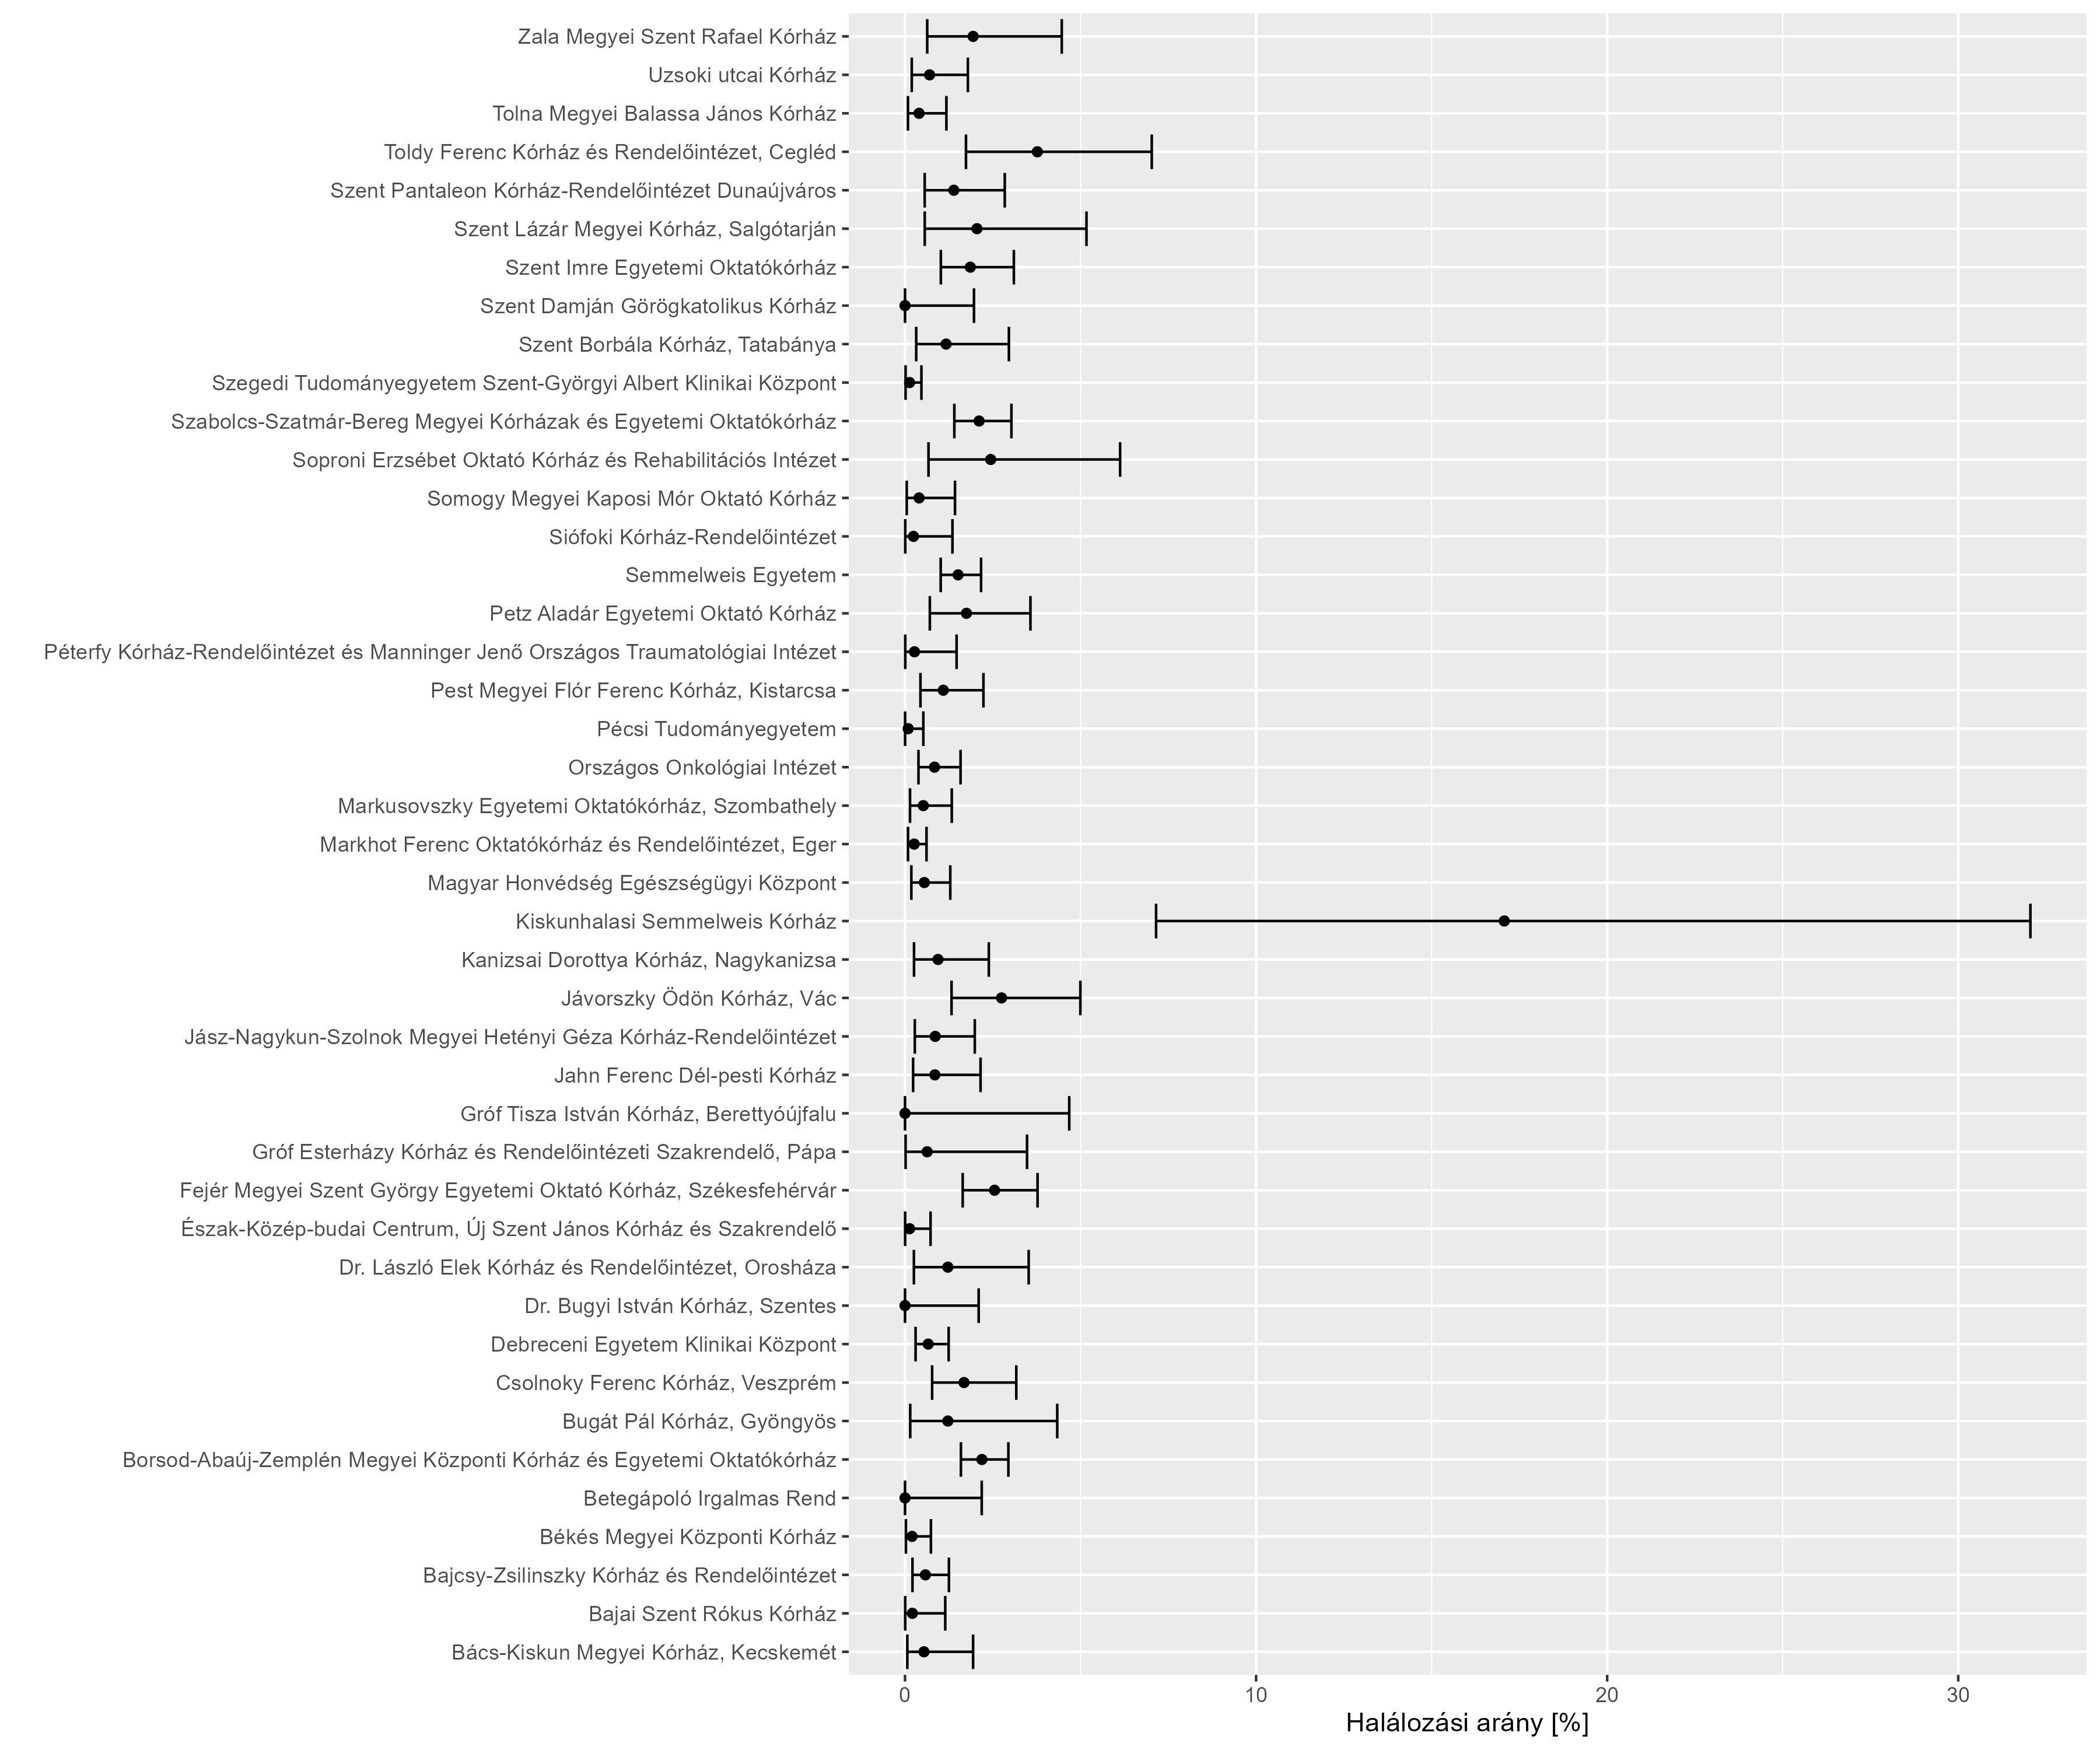 Zala Megyei Szent Rafael Kórház
Uzsoki utcai Kórház
Tolna Megyei Balassa János Kórház
Toldy Ferenc Kórház és Rendelőintézet, Cegléd
Szent Pantaleon Kórház-Rendelőintézet Dunaújváros
Szent Lázár Megyei Kórház, Salgótarján
Szent Imre Egyetemi Oktatókórház
Szent Damján Görögkatolikus Kórház
Szent Borbála Kórház, Tatabánya
Szegedi Tudományegyetem Szent-Györgyi Albert Klinikai Központ
Szabolcs-Szatmár-Bereg Megyei Kórházak és Egyetemi Oktatókórház
Soproni Erzsébet Oktató Kórház és Rehabilitációs Intézet
Somogy Megyei Kaposi Mór Oktató Kórház
Siófoki Kórház-Rendelőintézet
Semmelweis Egyetem
Petz Aladár Egyetemi Oktató Kórház
Péterfy Kórház-Rendelőintézet és Manninger Jenő Országos Traumatológiai Intézet
Pest Megyei Flór Ferenc Kórház, Kistarcsa
Pécsi Tudományegyetem
Országos Onkológiai Intézet
Markusovszky Egyetemi Oktatókórház, Szombathely
Markhot Ferenc Oktatókórház és Rendelőintézet, Eger
Magyar Honvédség Egészségügyi Központ
Kiskunhalasi Semmelweis Kórház
Kanizsai Dorottya Kórház, Nagykanizsa
Jávorszky Ödön Kórház, Vác
Jász-Nagykun-Szolnok Megyei Hetényi Géza Kórház-Rendelőintézet
Jahn Ferenc Dél-pesti Kórház
Gróf Tisza István Kórház, Berettyóújfalu
Gróf Esterházy Kórház és Rendelőintézeti Szakrendelő, Pápa
Fejér Megyei Szent György Egyetemi Oktató Kórház, Székesfehérvár
Észak-Közép-budai Centrum, Új Szent János Kórház és Szakrendelő
Dr. László Elek Kórház és Rendelőintézet, Orosháza
Dr. Bugyi István Kórház, Szentes
Debreceni Egyetem Klinikai Központ
Csolnoky Ferenc Kórház, Veszprém
Bugát Pál Kórház, Gyöngyös
Borsod-Abaúj-Zemplén Megyei Központi Kórház és Egyetemi Oktatókórház
Betegápoló Irgalmas Rend
Békés Megyei Központi Kórház
Bajcsy-Zsilinszky Kórház és Rendelőintézet
Bajai Szent Rókus Kórház
Bács-Kiskun Megyei Kórház, Kecskemét
0 10 20 30
Halálozási arány [%]